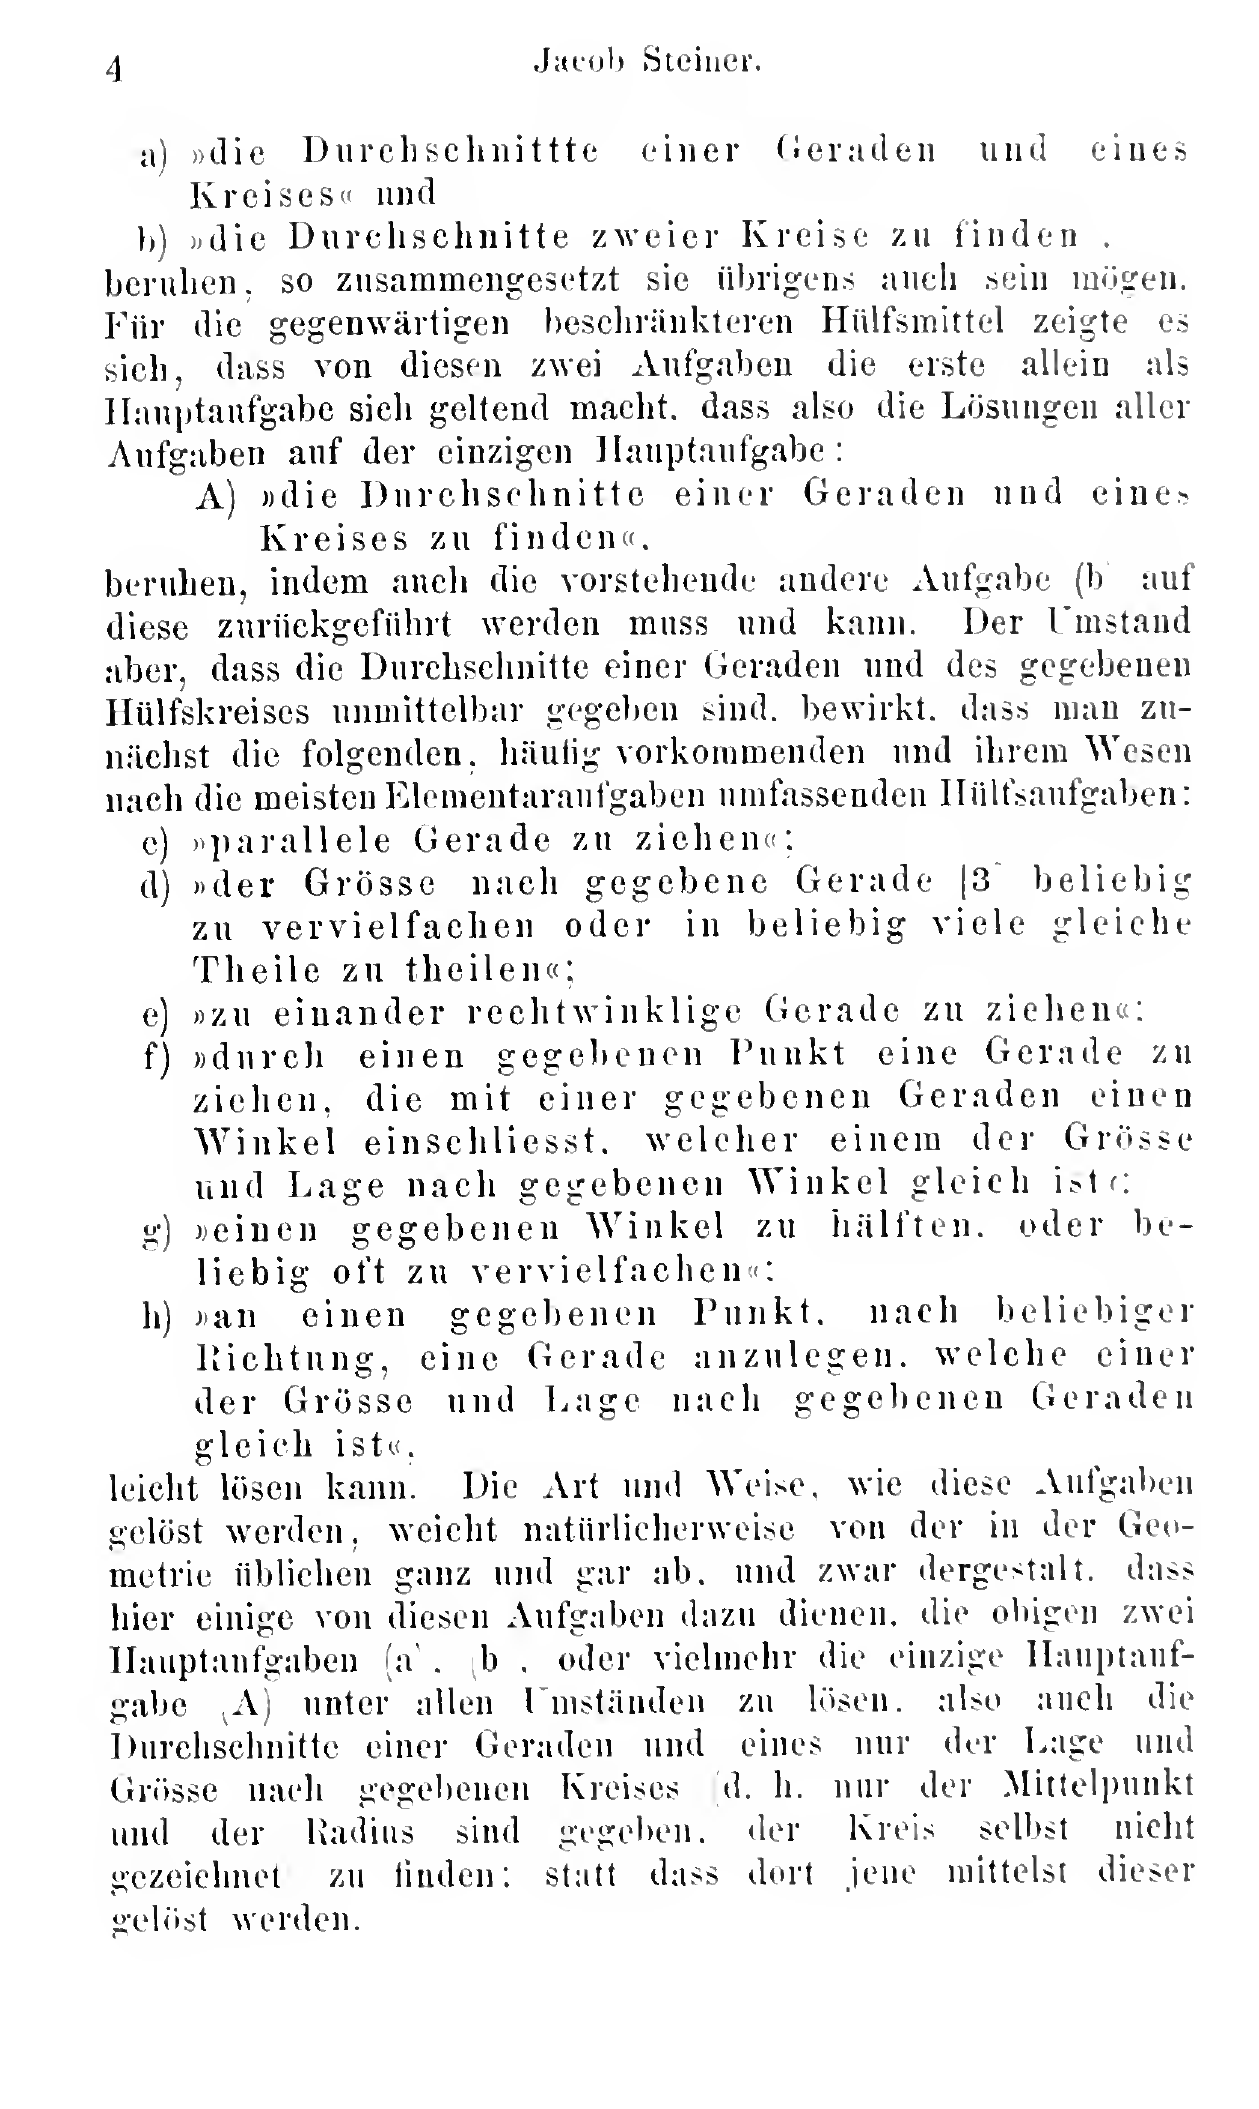 4 Jacob Steiner.
a) »die Durchschnittte einer Geraden und eines
Kreises« und
b) »die Durchschnitte zweier Kreise zu finden .
beruhen, so zusammengesetzt sie übrigens auch sein mögen.
Für die gegenwärtigen beschränkteren Hülfsmittel zeigte es
sich, dass von diesen zwei Aufgaben die erste allein als
Hauptaufgabe sich geltend macht. dass also die Lösungen aller
Aufgaben auf der einzigen Hauptaufgabe:
A) »die Durchschnitte einer Geraden und eines
Kreises zu finden«.
beruhen, indem auch die vorstehende andere Aufgabe (b auf
diese zurückgeführt werden muss und kann. Der Umstand
aber, dass die Durchschnitte einer Geraden und des gegebenen
Hülfskreises unmittelbar gegeben sind. bewirkt. dass man zu-
nächst die folgenden, häufig vorkommenden und ihrem Wesen
nach die meisten Elementaraufgaben umfassenden Hülfsaufgaben:
c) »parallele Gerade zu ziehen«;
d) »der Grösse nach gegebene Gerade [3] beliebig
zu vervielfachen oder in beliebig viele gleiche
Theile zu theilen«;
e) »zu einander rechtwinklige Gerade zu ziehen«:
f) »durch einen gegebenen Punkt eine Gerade zu
ziehen, die mit einer gegebenen Geraden einen
Winkel einschliesst. welcher einem der Grösse
und Lage nach gegebenen Winkel gleich ist«:
g) »einen gegebenen Winkel zu hälften. oder be-
liebig oft zu vervielfachen«:
h) »an einen gegebenen Punkt. nach beliebiger
Richtung, eine Gerade anzulegen. welche einer
der Grösse und Lage nach gegebenen Geraden
gleich ist«.
leicht lösen kann. Die Art und Weise, wie diese Aufgaben
gelöst werden, weicht natürlicherweise von der in der Geo-
metrie üblichen ganz und gar ab. und zwar dergestalt. dass
hier einige von diesen Aufgaben dazu dienen. die obigen zwei
Hauptaufgaben (a). (b). oder vielmehr die einzige Hauptauf-
gabe (A) unter allen Umständen zu lösen. also auch die
Durchschnitte einer Geraden und eines nur der Lage und
Grösse nach gegebenen Kreises (d. h. nur der Mittelpunkt
und der Radius sind gegeben. der Kreis selbst nicht
gezeichnet zu finden: statt dass dort jene mittelst dieser
gelöst werden.